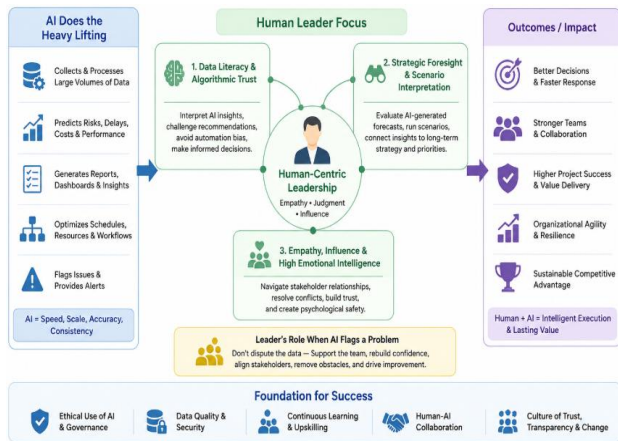 AI Does the
Heavy Lifting
Collects & Processes
Large Volumes of Data
Predicts Risks, Delays,
Costs & Performance
Generates Reports,
Dashboards & Insights
Optimizes Schedules,
Resources & Workflows
Flags Issues &
Provides Alerts
AI = Speed, Scale, Accuracy,
Consistency
Human Leader Focus
1. Data Literacy &
Algorithmic Trust
Interpret AI insights,
challenge recommendations,
avoid automation bias,
make informed decisions.
2. Strategic Foresight
& Scenario
Interpretation
Evaluate AI-generated
forecasts, run scenarios,
connect insights to long-term
strategy and priorities.
Human-Centric
Leadership
Empathy • Judgment
• Influence
3. Empathy, Influence &
High Emotional Intelligence
Navigate stakeholder relationships,
resolve conflicts, build trust,
and create psychological safety.
Leader's Role When AI Flags a Problem
Don't dispute the data — Support the team, rebuild confidence,
align stakeholders, remove obstacles, and drive improvement.
Outcomes / Impact
Better Decisions
& Faster Response
Stronger Teams
& Collaboration
Higher Project Success
& Value Delivery
Organizational Agility
& Resilience
Sustainable Competitive
Advantage
Human + AI = Intelligent Execution
& Lasting Value
Foundation for Success
Ethical Use of AI
& Governance
Data Quality &
Security
Continuous Learning
& Upskilling
Human-AI
Collaboration
Culture of Trust,
Transparency & Change